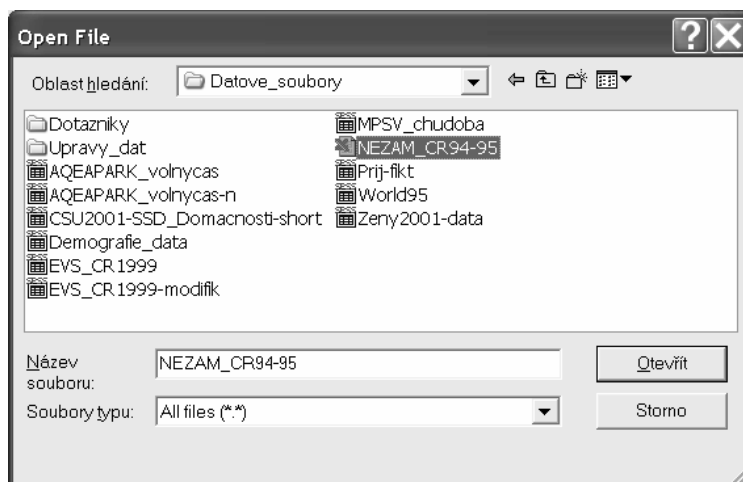 Open File
Oblast hledání: Datove_soubory
Dotazniky
Upravy_dat
AQEAPARK_volnycas
AQEAPARK_volnycas-n
CSU2001-SSD_Domacnosti-short
Demografie_data
EVS_CR1999
EVS_CR1999-modifik
MPSV_chudoba
NEZAM_CR94-95
Prij-fikt
World95
Zeny2001-data
Název souboru: NEZAM_CR94-95
Otevřít
Soubory typu: All files (*.*)
Storno